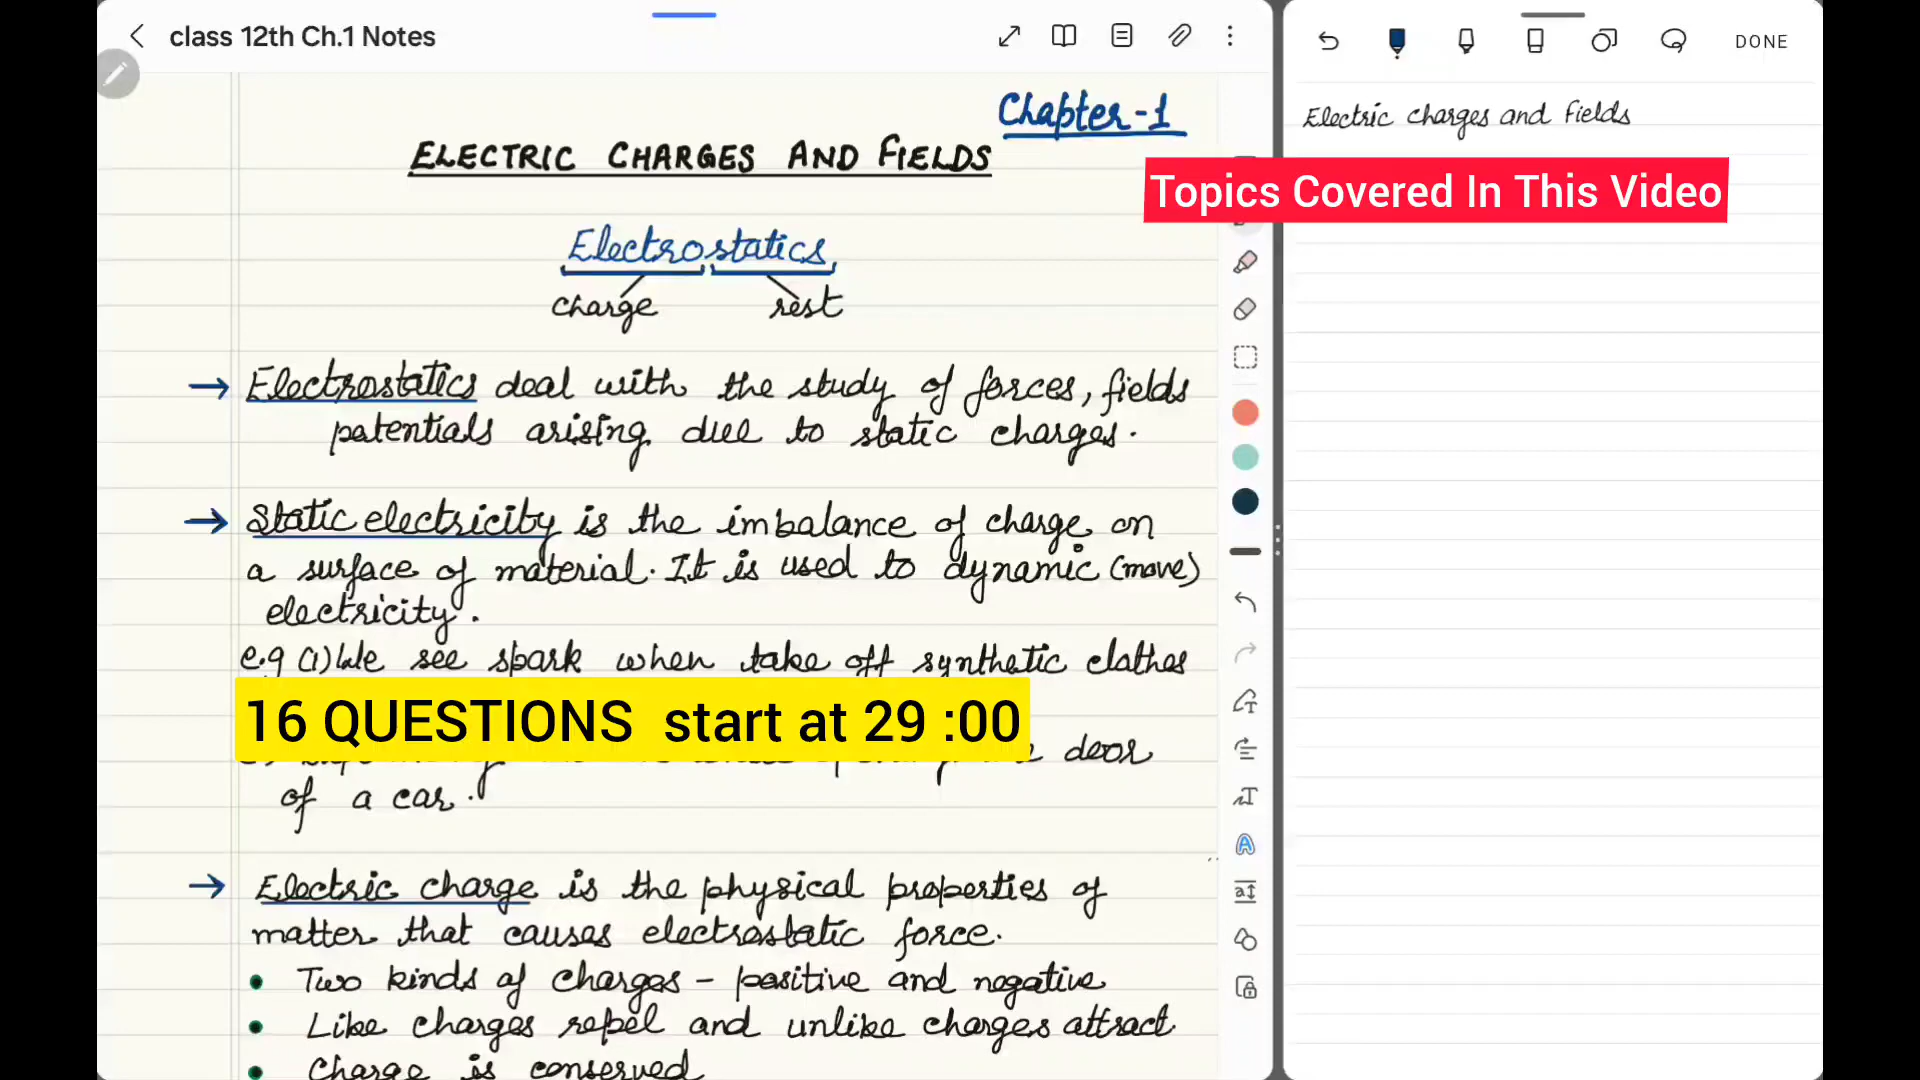 class 12th Ch.1 Notes
DONE
Chapter-1
ELECTRIC CHARGES AND FIELDS
Electric charges and Fields
Topics Covered In This Video
Electrostatics
charge rest
→ Electrostatics deal with the study of forces, fields
potentials arising due to static charges.
→ Static electricity is the imbalance of charge on
a surface of material. It is used to dynamic (move)
electricity.
e.g (1) We see spark when take off synthetic clothes
16 QUESTIONS start at 29 :00
door
of a car.
→ Electric charge is the physical properties of
matter that causes electrostatic force.
• Two kinds of charges - positive and negative
• Like charges repel and unlike charges attract
• Charge is conserved